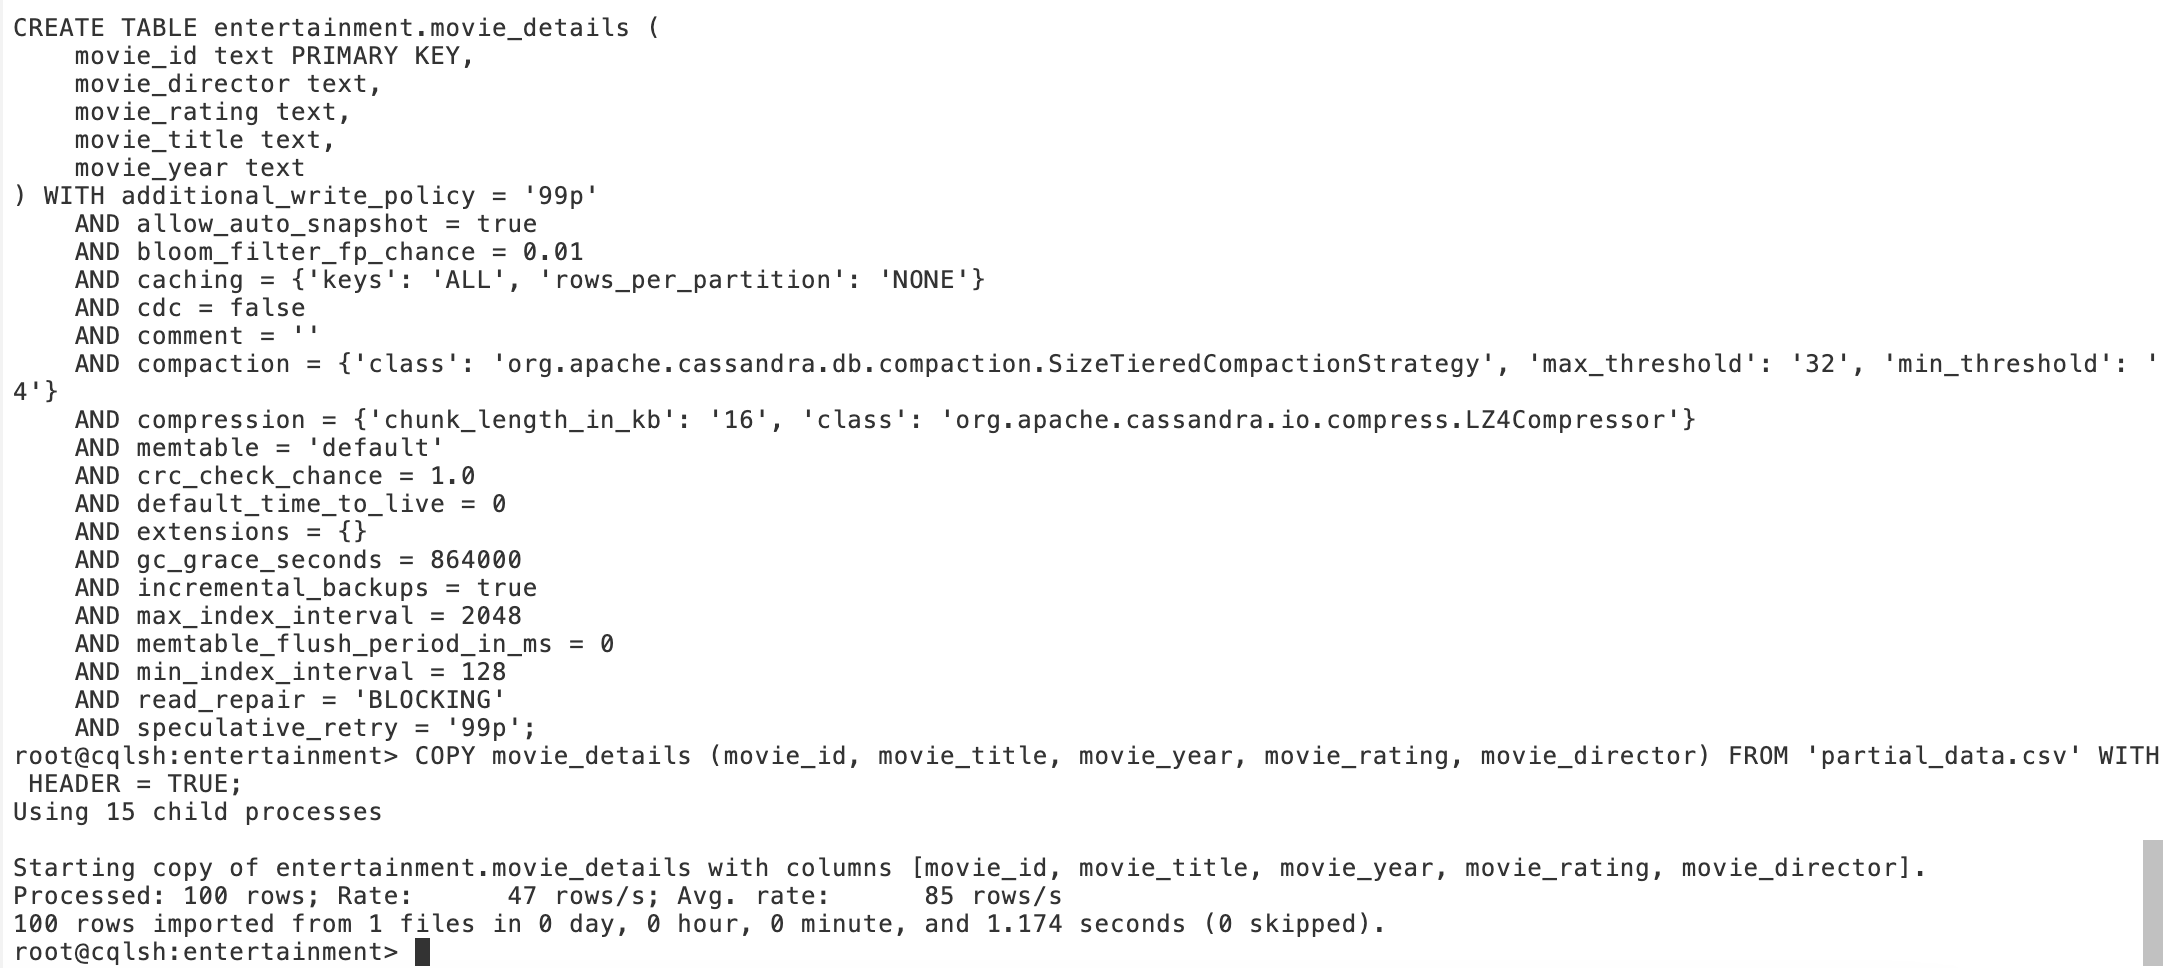 CREATE TABLE entertainment.movie_details (
    movie_id text PRIMARY KEY,
    movie_director text,
    movie_rating text,
    movie_title text,
    movie_year text
) WITH additional_write_policy = '99p'
    AND allow_auto_snapshot = true
    AND bloom_filter_fp_chance = 0.01
    AND caching = {'keys': 'ALL', 'rows_per_partition': 'NONE'}
    AND cdc = false
    AND comment = ''
    AND compaction = {'class': 'org.apache.cassandra.db.compaction.SizeTieredCompactionStrategy', 'max_threshold': '32', 'min_threshold': '
4'}
    AND compression = {'chunk_length_in_kb': '16', 'class': 'org.apache.cassandra.io.compress.LZ4Compressor'}
    AND memtable = 'default'
    AND crc_check_chance = 1.0
    AND default_time_to_live = 0
    AND extensions = {}
    AND gc_grace_seconds = 864000
    AND incremental_backups = true
    AND max_index_interval = 2048
    AND memtable_flush_period_in_ms = 0
    AND min_index_interval = 128
    AND read_repair = 'BLOCKING'
    AND speculative_retry = '99p';
root@cqlsh:entertainment> COPY movie_details (movie_id, movie_title, movie_year, movie_rating, movie_director) FROM 'partial_data.csv' WITH
 HEADER = TRUE;
Using 15 child processes

Starting copy of entertainment.movie_details with columns [movie_id, movie_title, movie_year, movie_rating, movie_director].
Processed: 100 rows; Rate:      47 rows/s; Avg. rate:      85 rows/s
100 rows imported from 1 files in 0 day, 0 hour, 0 minute, and 1.174 seconds (0 skipped).
root@cqlsh:entertainment>